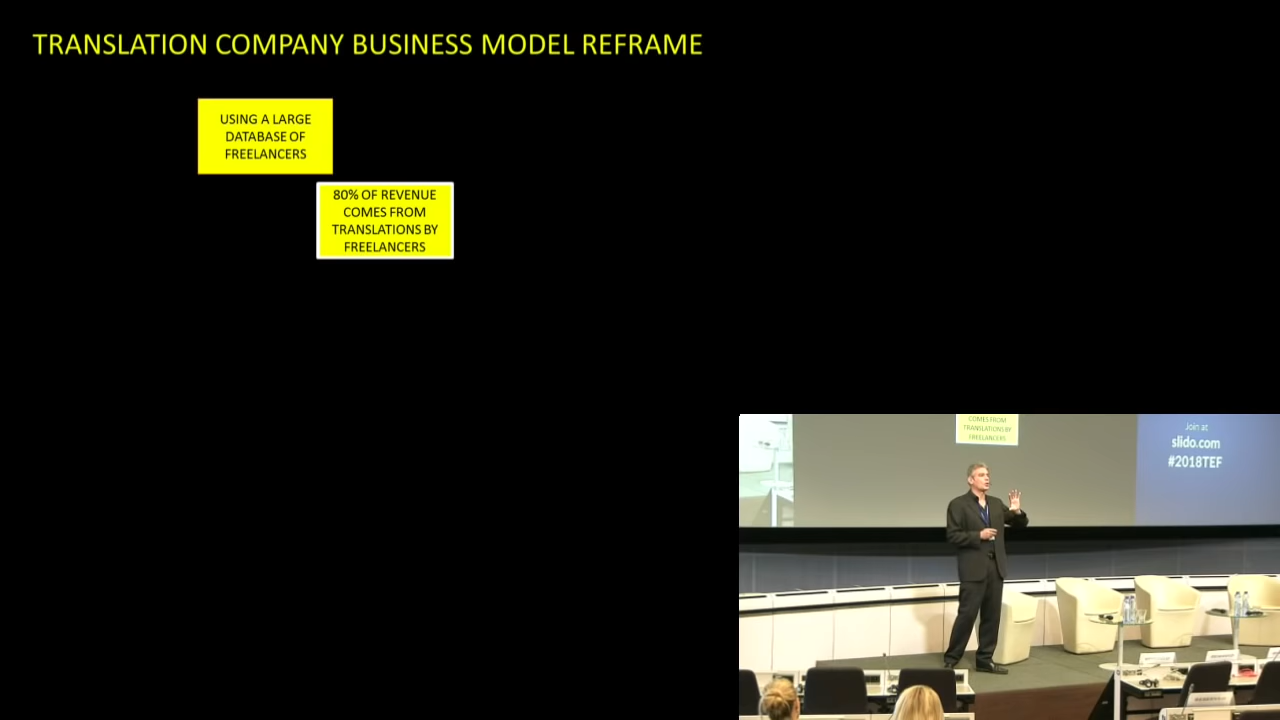 TRANSLATION COMPANY BUSINESS MODEL REFRAME
USING A LARGE
DATABASE OF
FREELANCERS
80% OF REVENUE
COMES FROM
TRANSLATIONS BY
FREELANCERS
COMES FROM
TRANSLATIONS BY
FREELANCERS
Join at
slido.com
#2018TEF